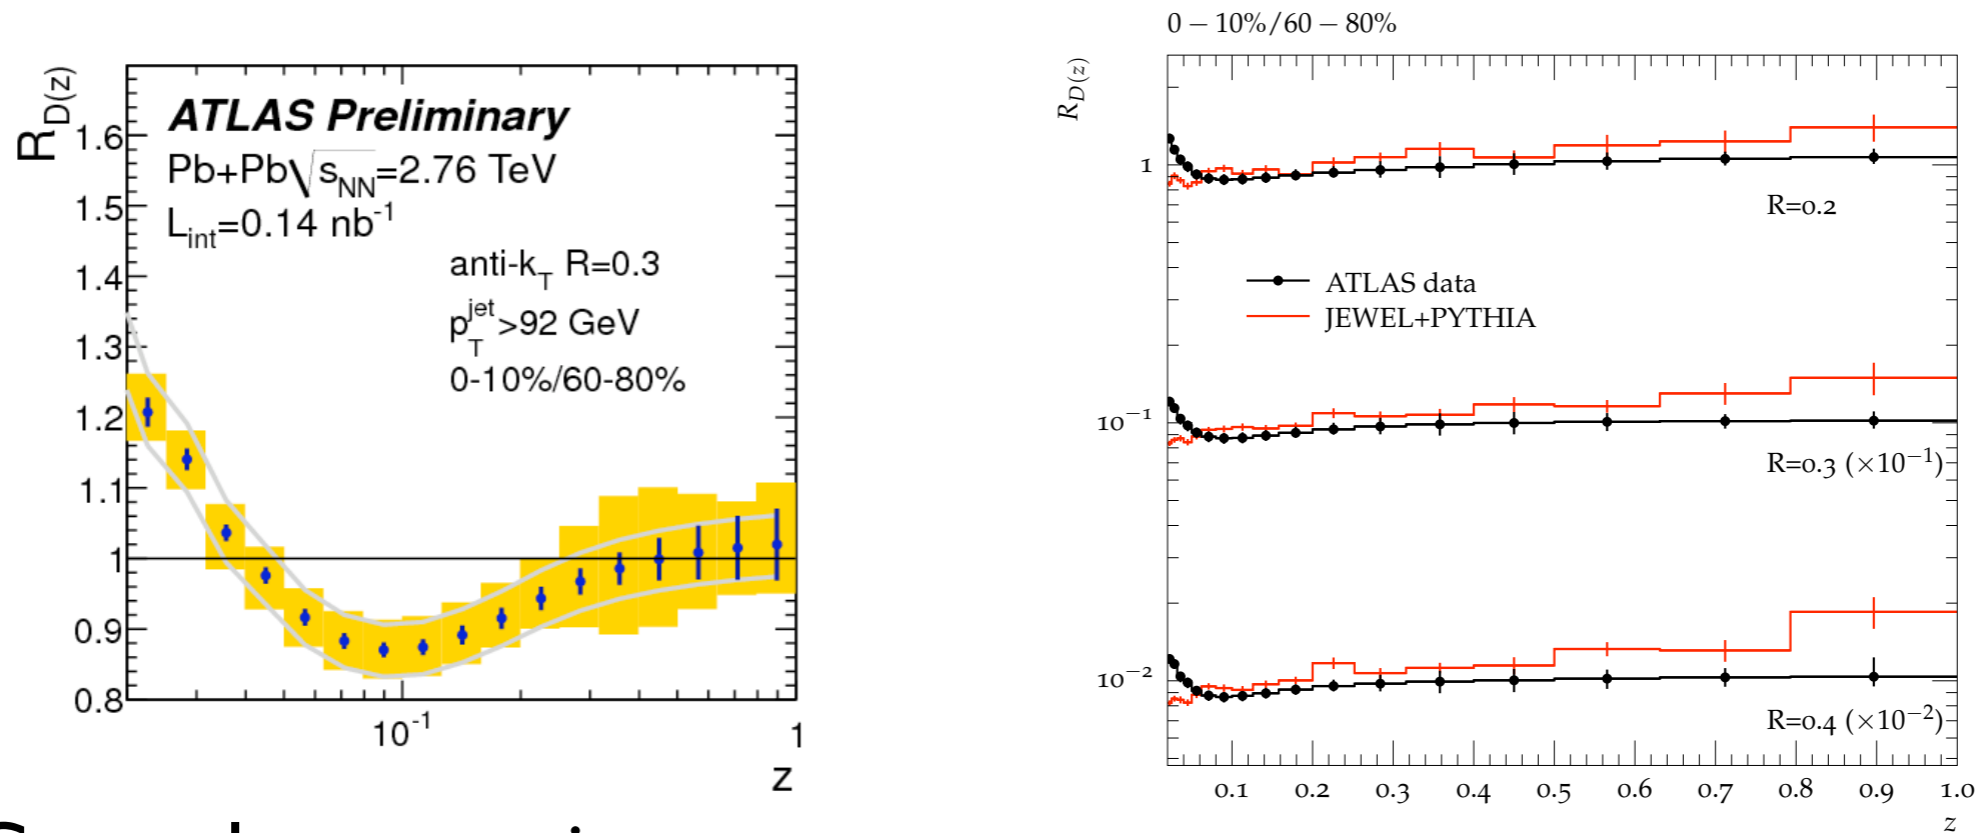 R_D(z)
ATLAS Preliminary
Pb+Pb√s_NN=2.76 TeV
L_int=0.14 nb^-1
anti-k_T R=0.3
p_T^jet>92 GeV
0-10%/60-80%
1.6
1.5
1.4
1.3
1.2
1.1
1
0.9
0.8
10^-1
1
z
0 − 10%/60 − 80%
R_D(z)
1
R=0.2
ATLAS data
JEWEL+PYTHIA
10^−1
R=0.3 (×10^−1)
10^−2
R=0.4 (×10^−2)
0.1 0.2 0.3 0.4 0.5 0.6 0.7 0.8 0.9 1.0
z